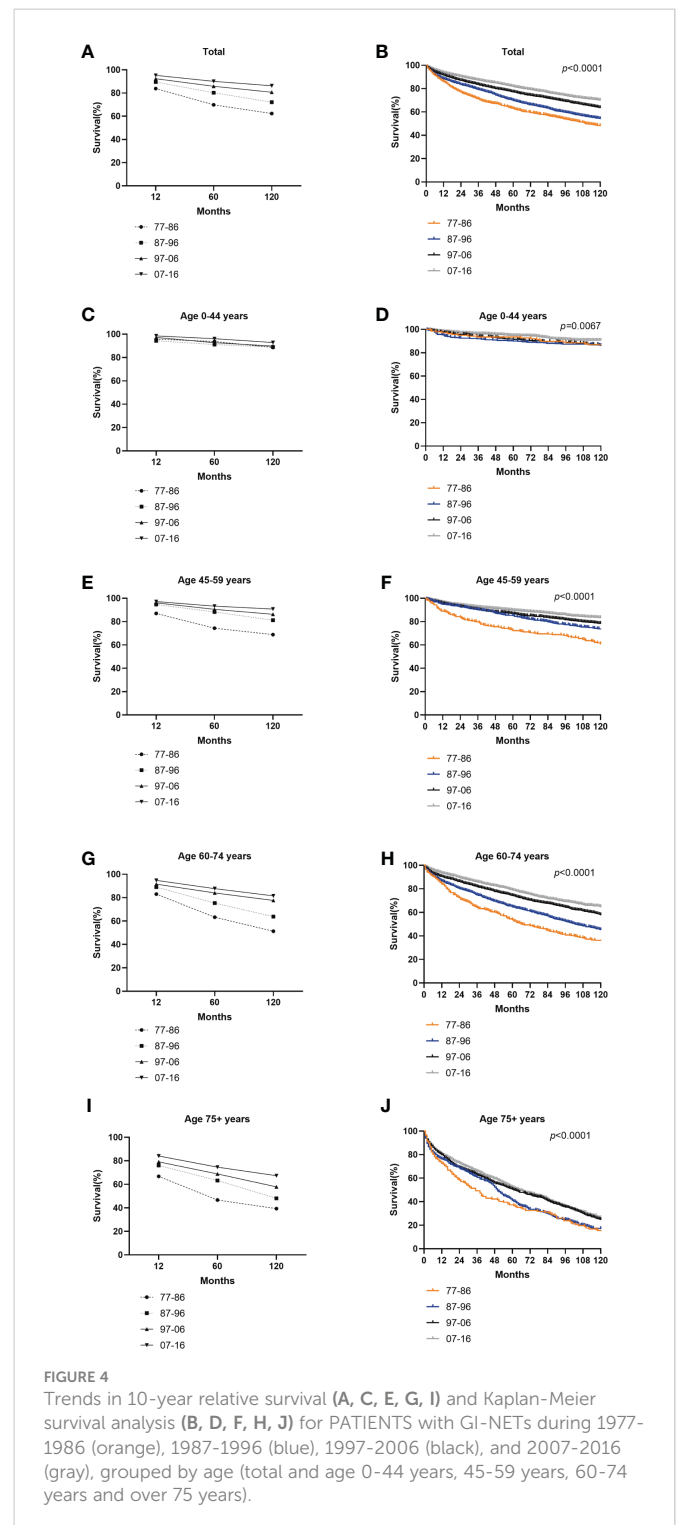 A
Total
Survival(%)
100
80
60
40
20
0
12 60 120
Months
77-86
87-96
97-06
07-16
B
Total
p<0.0001
Survival(%)
100
80
60
40
20
0
0 12 24 36 48 60 72 84 96 108 120
Months
77-86
87-96
97-06
07-16
C
Age 0-44 years
Survival(%)
100
80
60
40
20
0
12 60 120
Months
77-86
87-96
97-06
07-16
D
Age 0-44 years
p=0.0067
Survival(%)
100
80
60
40
20
0
0 12 24 36 48 60 72 84 96 108 120
Months
77-86
87-96
97-06
07-16
E
Age 45-59 years
Survival(%)
100
80
60
40
20
0
12 60 120
Months
77-86
87-96
97-06
07-16
F
Age 45-59 years
p<0.0001
Survival(%)
100
80
60
40
20
0
0 12 24 36 48 60 72 84 96 108 120
Months
77-86
87-96
97-06
07-16
G
Age 60-74 years
Survival(%)
100
80
60
40
20
0
12 60 120
Months
77-86
87-96
97-06
07-16
H
Age 60-74 years
p<0.0001
Survival(%)
100
80
60
40
20
0
0 12 24 36 48 60 72 84 96 108 120
Months
77-86
87-96
97-06
07-16
I
Age 75+ years
Survival(%)
100
80
60
40
20
0
12 60 120
Months
77-86
87-96
97-06
07-16
J
Age 75+ years
p<0.0001
Survival(%)
100
80
60
40
20
0
0 12 24 36 48 60 72 84 96 108 120
Months
77-86
87-96
97-06
07-16
FIGURE 4
Trends in 10-year relative survival (A, C, E, G, I) and Kaplan-Meier
survival analysis (B, D, F, H, J) for PATIENTS with GI-NETs during 1977-
1986 (orange), 1987-1996 (blue), 1997-2006 (black), and 2007-2016
(gray), grouped by age (total and age 0-44 years, 45-59 years, 60-74
years and over 75 years).